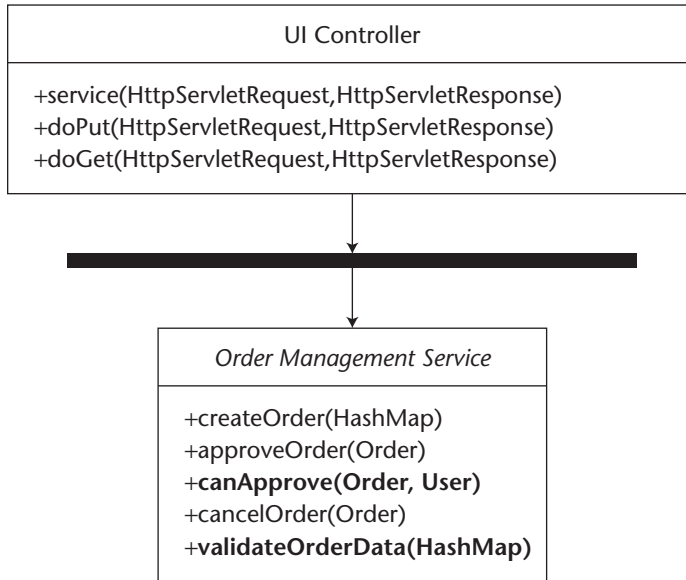 UI Controller
+service(HttpServletRequest,HttpServletResponse)
+doPut(HttpServletRequest,HttpServletResponse)
+doGet(HttpServletRequest,HttpServletResponse)
Order Management Service
+createOrder(HashMap)
+approveOrder(Order)
+canApprove(Order, User)
+cancelOrder(Order)
+validateOrderData(HashMap)